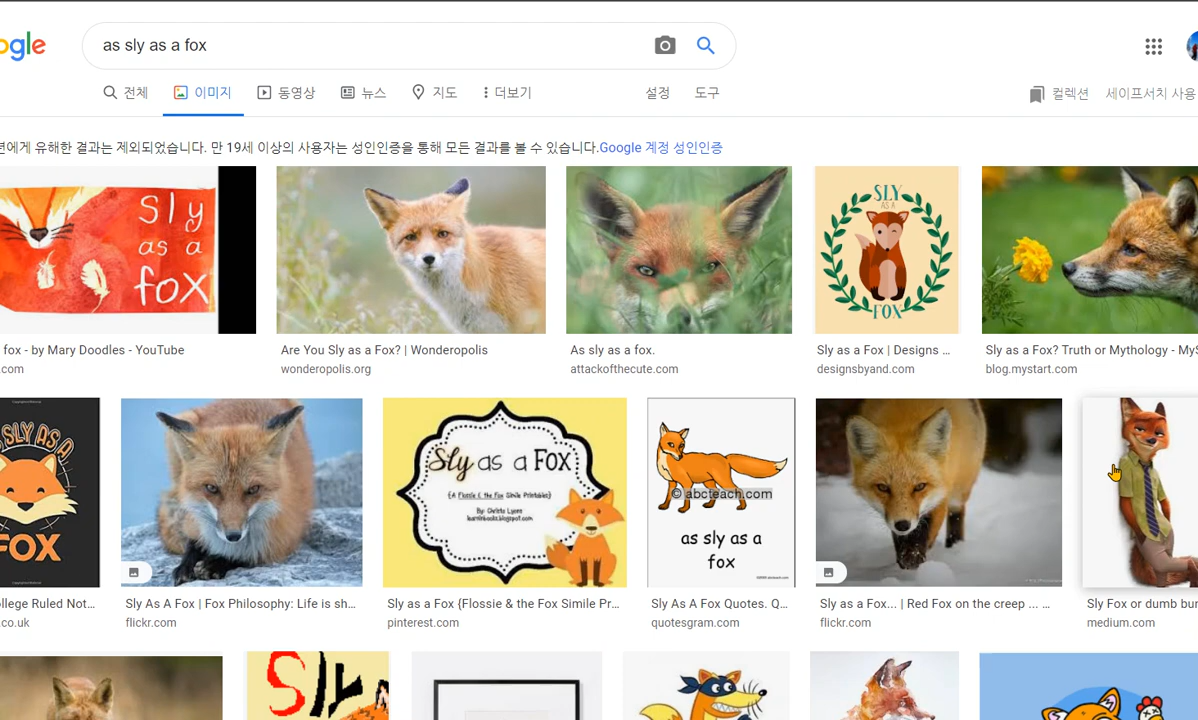 ogle
as sly as a fox
전체
이미지
동영상
뉴스
지도
더보기
설정
도구
컬렉션
세이프서치 사용
에게 유해한 결과는 제외되었습니다. 만 19세 이상의 사용자는 성인인증을 통해 모든 결과를 볼 수 있습니다.Google 계정 성인인증
sly
as a
fox
SLY
AS A
FOX
fox - by Mary Doodles - YouTube
.com
Are You Sly as a Fox? | Wonderopolis
wonderopolis.org
As sly as a fox.
attackofthecute.com
Sly as a Fox | Designs ...
designsbyand.com
Sly as a Fox? Truth or Mythology - MyS
blog.mystart.com
SLY AS A
FOX
Sly as a Fox
{A Flossie & the Fox Simile Printables}
By: Christa Lyons
© abcteach.com
as sly as a
fox
llege Ruled Not...
co.uk
Sly As A Fox | Fox Philosophy: Life is sh...
flickr.com
Sly as a Fox {Flossie & the Fox Simile Pr...
pinterest.com
Sly As A Fox Quotes. Q...
quotesgram.com
Sly as a Fox... | Red Fox on the creep ... ...
flickr.com
Sly Fox or dumb bun
medium.com